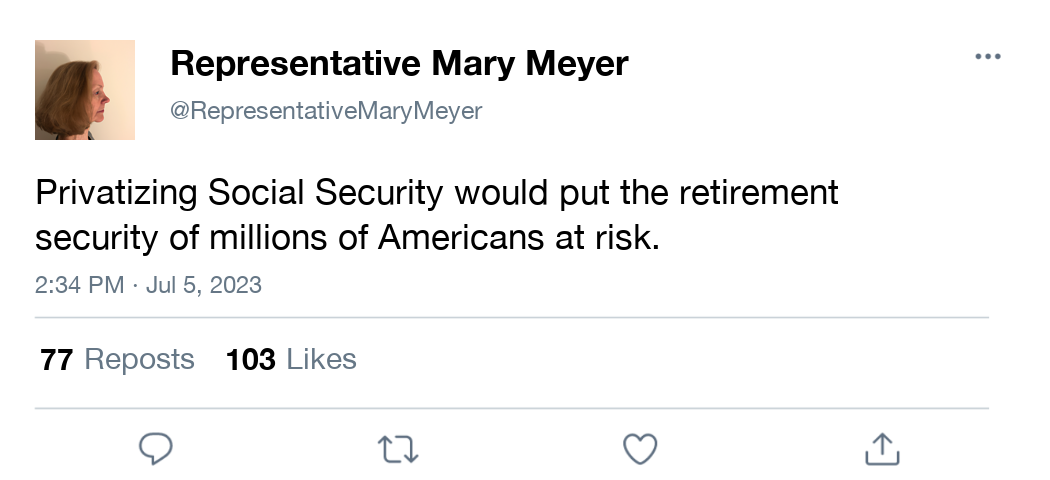 Representative Mary Meyer
@RepresentativeMaryMeyer
Privatizing Social Security would put the retirement
security of millions of Americans at risk.
2:34 PM · Jul 5, 2023
77 Reposts 103 Likes